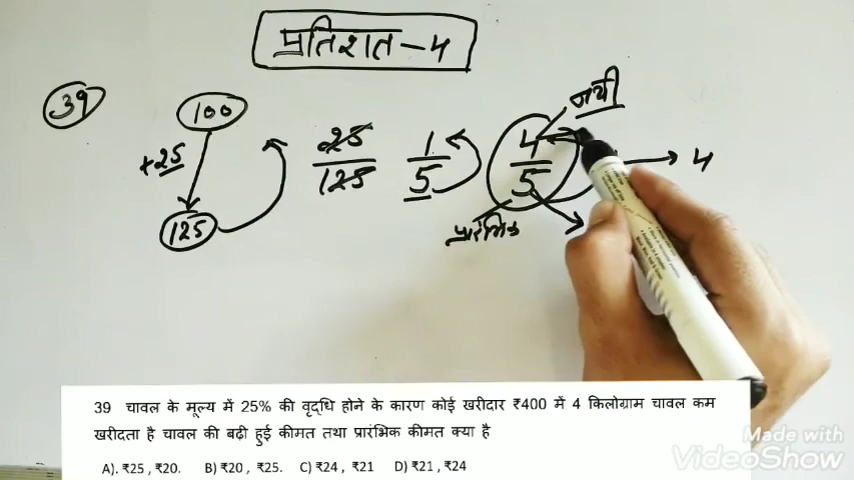 प्रतिशत - 4
39
100
+25
125
25/125
1/5
4/5
नयी
4
प्रारंभिक
39 चावल के मूल्य में 25% की वृद्धि होने के कारण कोई खरीदार ₹400 में 4 किलोग्राम चावल कम
खरीदता है चावल की बढ़ी हुई कीमत तथा प्रारंभिक कीमत क्या है
A). ₹25 , ₹20. B) ₹20 , ₹25. C) ₹24 , ₹21 D) ₹21 , ₹24
Made with
VideoShow